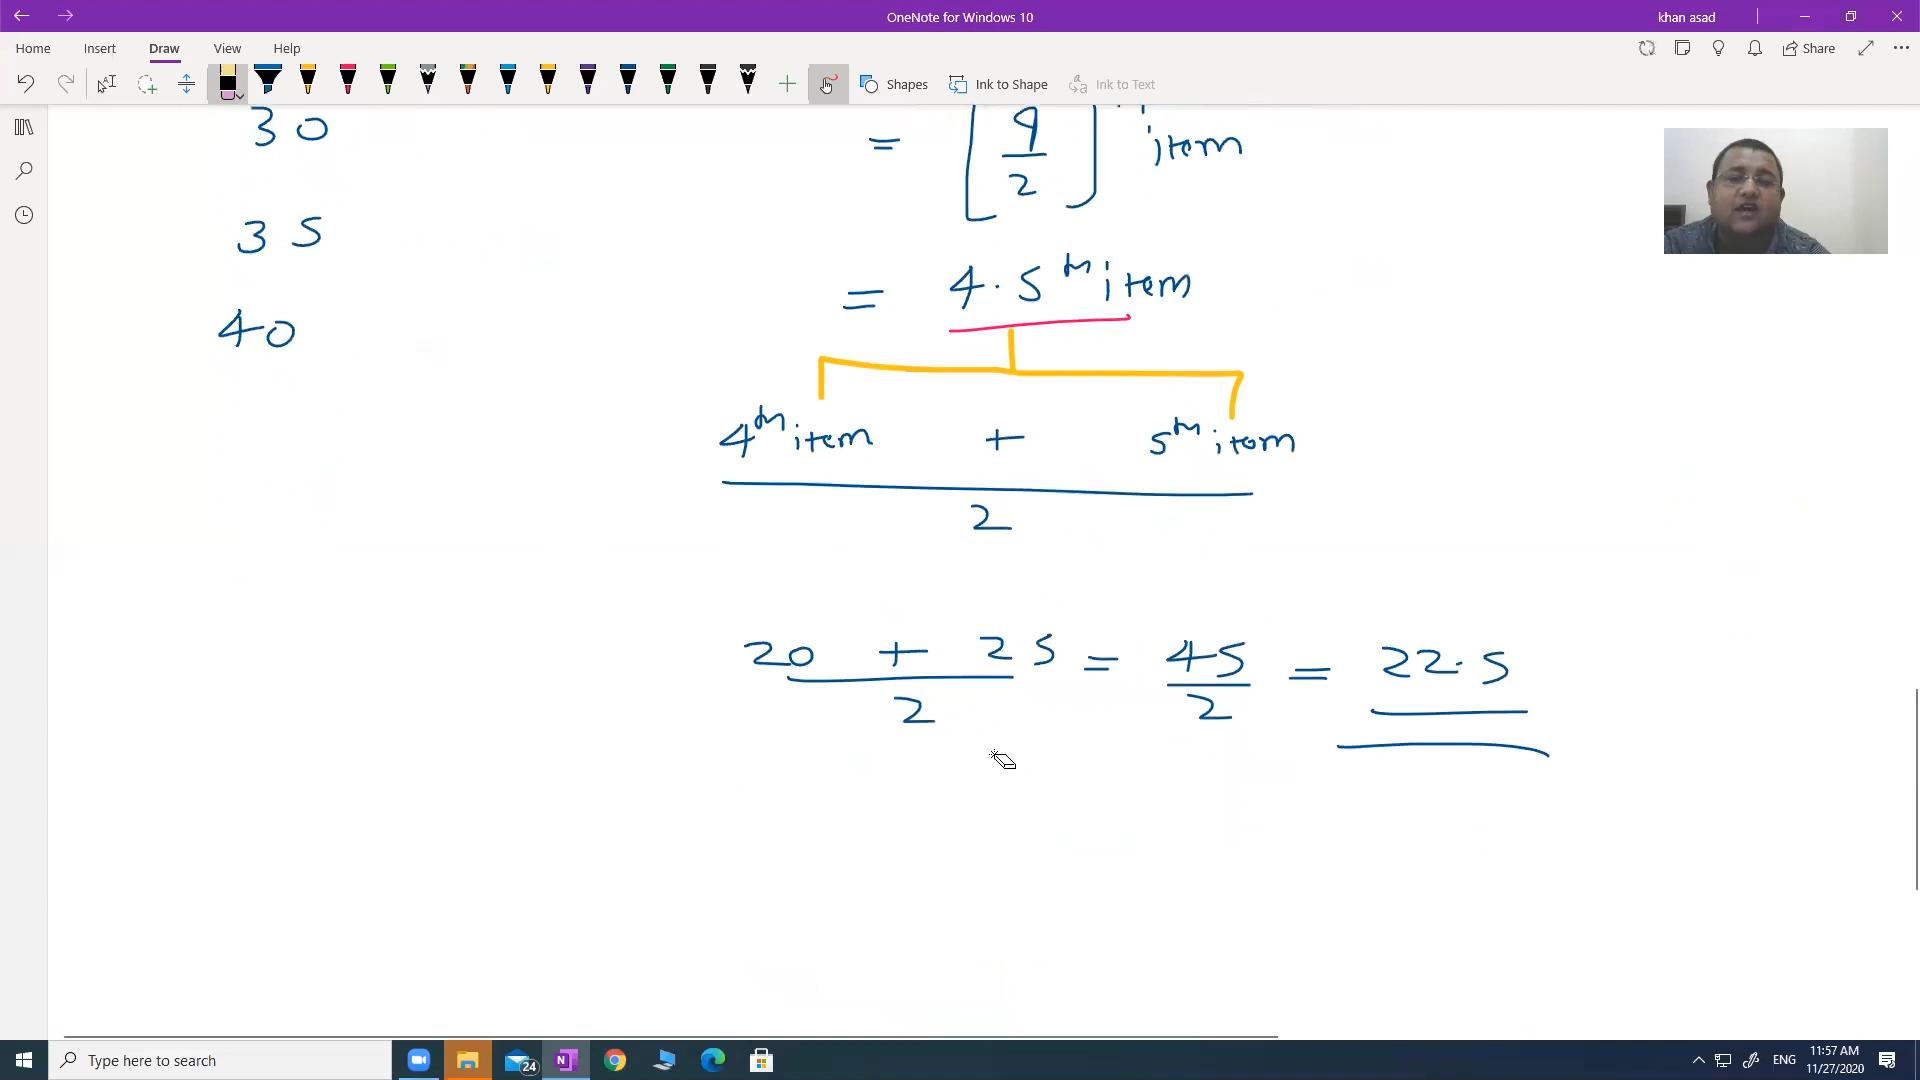 OneNote for Windows 10
khan asad
Home Insert Draw View Help
Share
Shapes Ink to Shape Ink to Text
30
35
40
= [9/2] item
= 4.5th item
4th item + 5th item
2
20 + 25 = 45 = 22.5
2 2
Type here to search
24
ENG
11:57 AM
11/27/2020